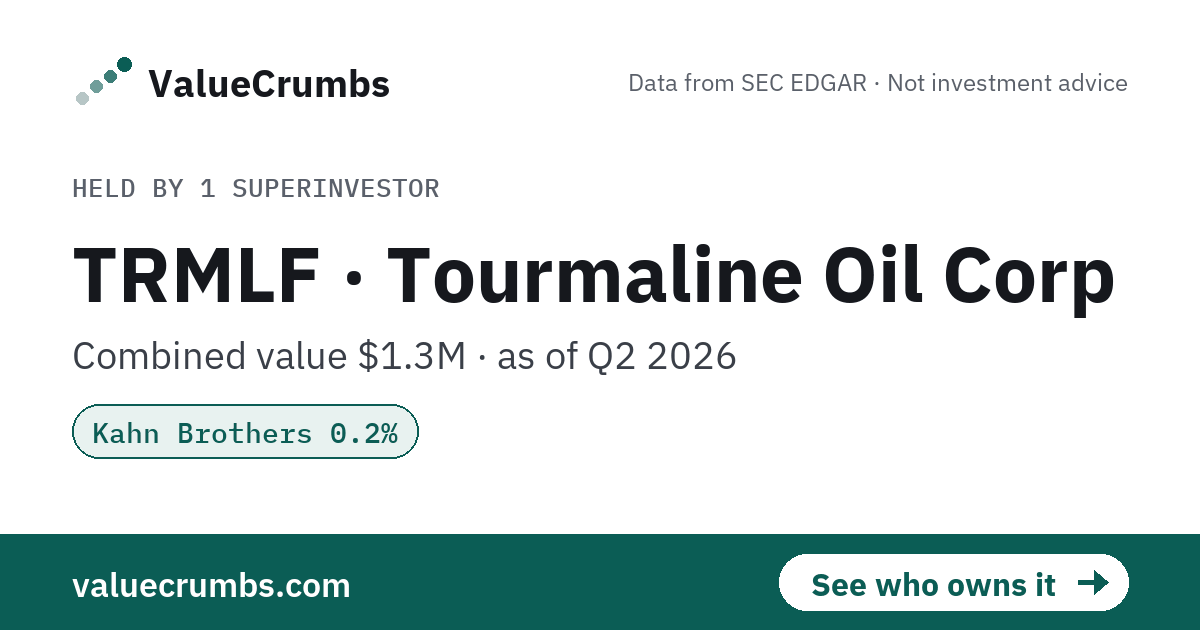 ValueCrumbs
Data from SEC EDGAR · Not investment advice
HELD BY 1 SUPERINVESTOR
TRMLF · Tourmaline Oil Corp
Combined value $1.3M · as of Q2 2026
Kahn Brothers 0.2%
valuecrumbs.com
See who owns it →